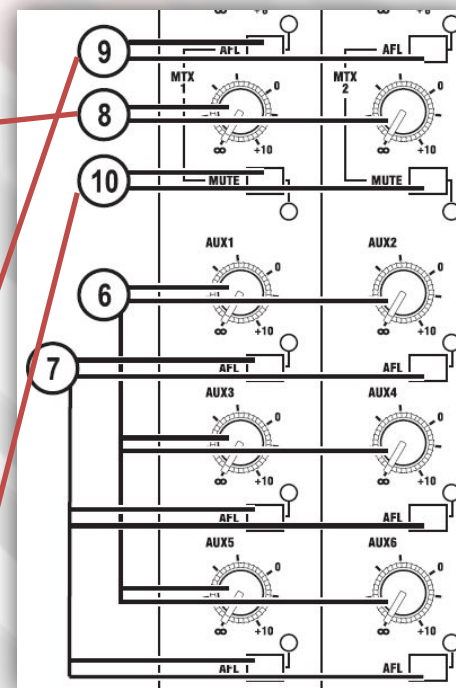 9 AFL AFL
MTX 1 MTX 2
8 0 0
∞ +10 ∞ +10
10 MUTE MUTE
AUX1 AUX2
6 0 0
∞ +10 ∞ +10
7 AFL AFL
AUX3 AUX4
0 0
∞ +10 ∞ +10
AFL AFL
AUX5 AUX6
0 0
∞ +10 ∞ +10
AFL AFL